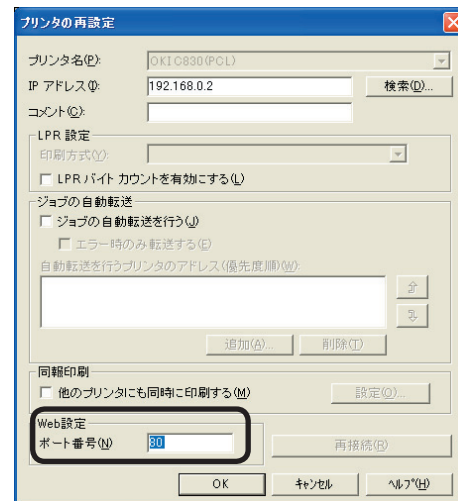 プリンタの再設定
プリンタ名(P): OKI C830(PCL)
IP アドレス(I): 192.168.0.2 検索(D)...
コメント(C):
LPR 設定
印刷方式(Y):
LPR バイト カウントを有効にする(L)
ジョブの自動転送
ジョブの自動転送を行う(J)
エラー時のみ転送する(E)
自動転送を行うプリンタのアドレス(優先度順)(W):
追加(A)... 削除(T)
同報印刷
他のプリンタにも同時に印刷する(M) 設定(O)...
Web設定
ポート番号(N) 80 再接続(R)
OK キャンセル ヘルプ(H)